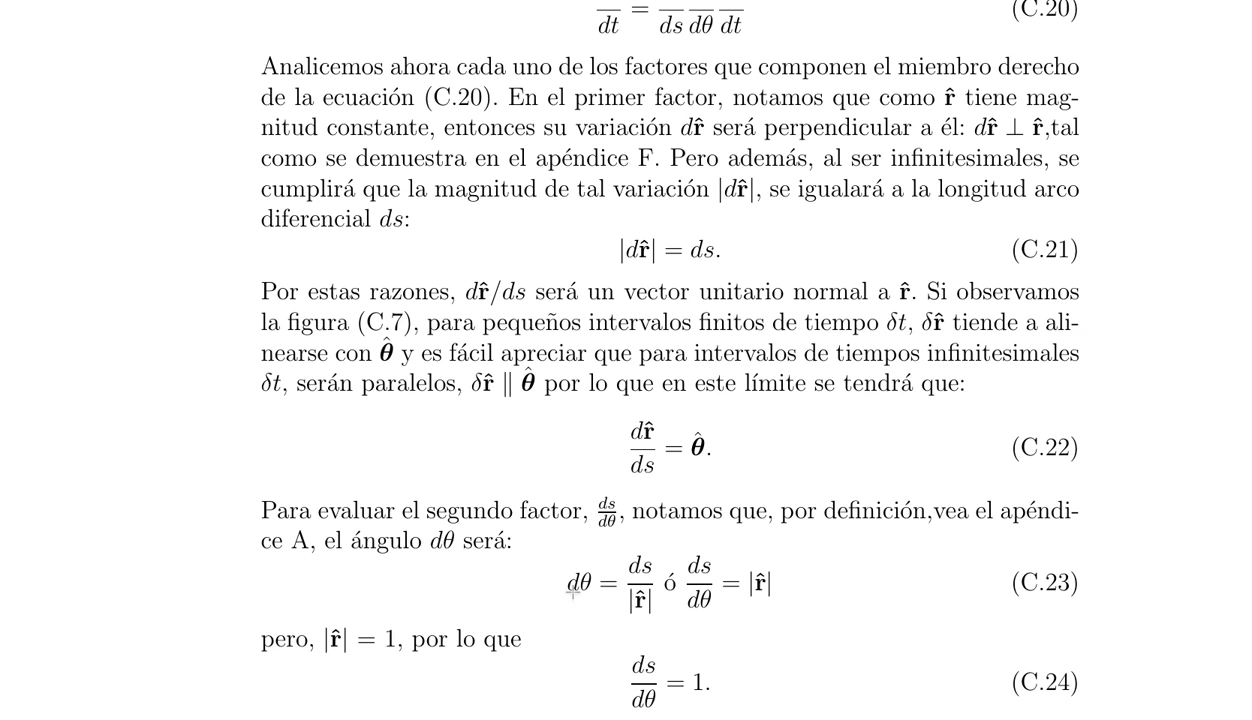 dt = ds dθ dt (C.20)
Analicemos ahora cada uno de los factores que componen el miembro derecho
de la ecuación (C.20). En el primer factor, notamos que como r̂ tiene mag-
nitud constante, entonces su variación dr̂ será perpendicular a él: dr̂ ⊥ r̂,tal
como se demuestra en el apéndice F. Pero además, al ser infinitesimales, se
cumplirá que la magnitud de tal variación |dr̂|, se igualará a la longitud arco
diferencial ds:
|dr̂| = ds. (C.21)
Por estas razones, dr̂/ds será un vector unitario normal a r̂. Si observamos
la figura (C.7), para pequeños intervalos finitos de tiempo δt, δr̂ tiende a ali-
nearse con θ̂ y es fácil apreciar que para intervalos de tiempos infinitesimales
δt, serán paralelos, δr̂ ∥ θ̂ por lo que en este límite se tendrá que:
dr̂/ds = θ̂. (C.22)
Para evaluar el segundo factor, ds/dθ, notamos que, por definición,vea el apéndi-
ce A, el ángulo dθ será:
dθ = ds/|r̂| ó ds/dθ = |r̂| (C.23)
pero, |r̂| = 1, por lo que
ds/dθ = 1. (C.24)